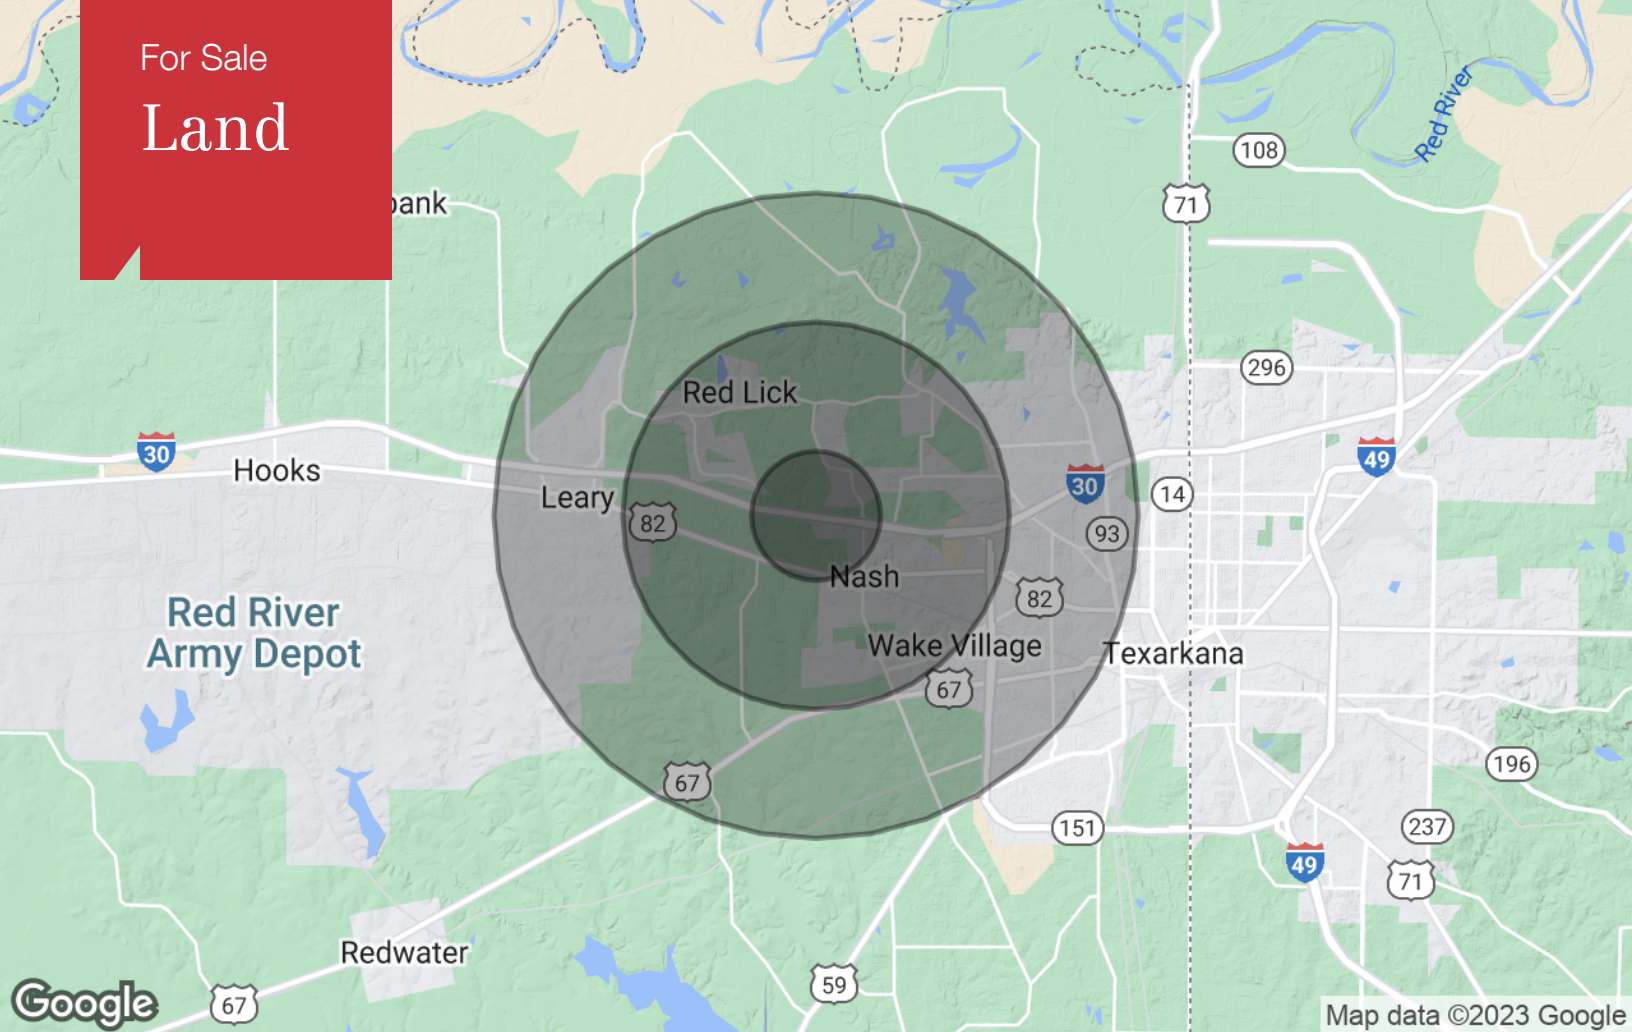 For Sale
Land
Red River
108
71
296
Red Lick
30
Hooks
49
30
14
Leary
82
93
Nash
82
Red River
Army Depot
Wake Village
Texarkana
67
67
196
151
237
49
71
Redwater
59
67
Google
Map data ©2023 Google